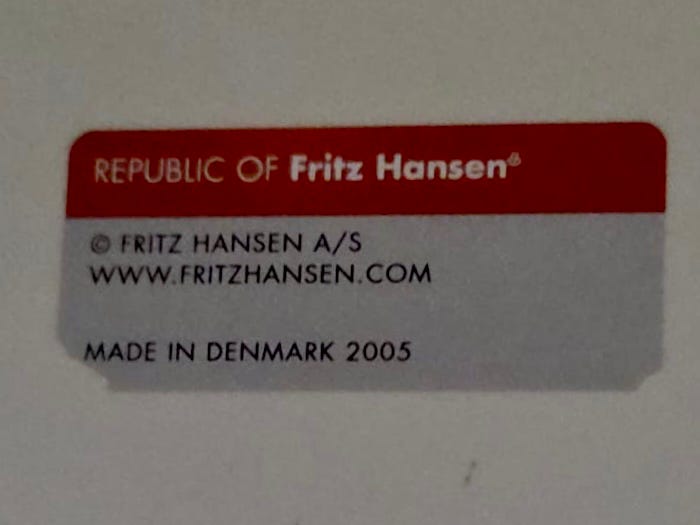 REPUBLIC OF Fritz Hansen®
© FRITZ HANSEN A/S
WWW.FRITZHANSEN.COM
MADE IN DENMARK 2005